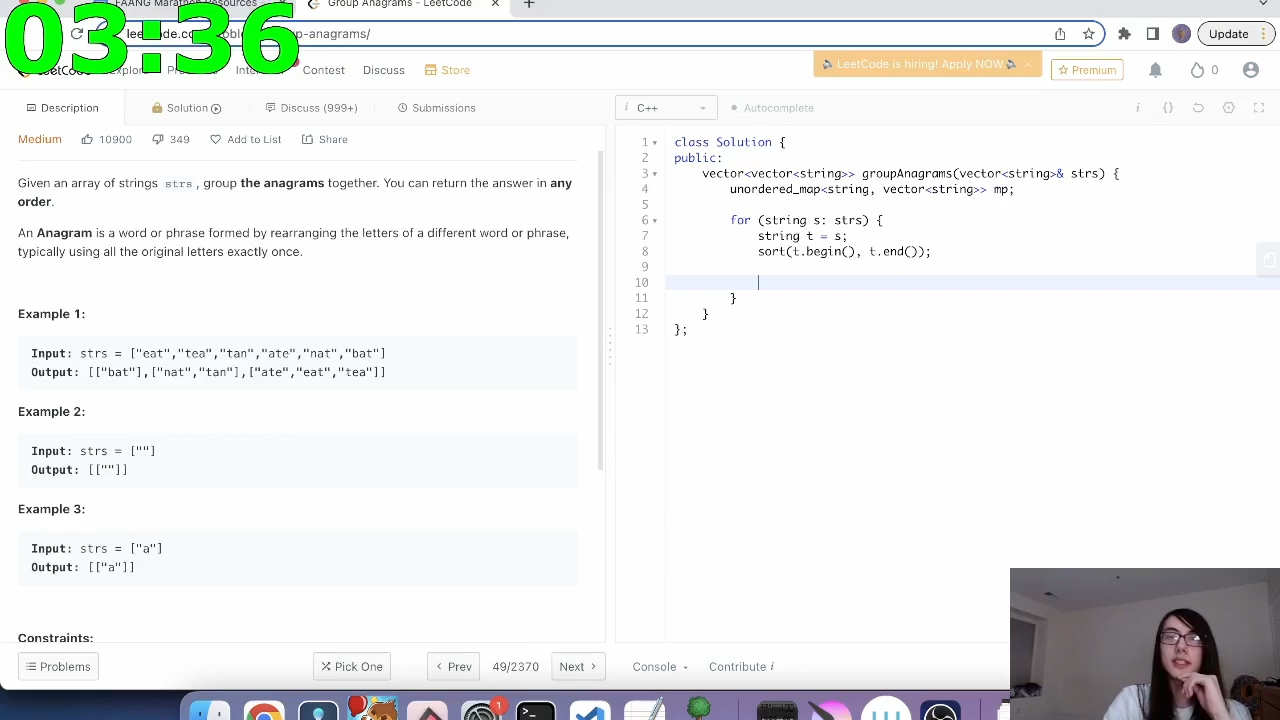 03:36
FAANG Marathon Resources
Group Anagrams - LeetCode
Update
Contest
Discuss
Store
LeetCode is hiring! Apply NOW.
Premium
0
Description
Solution
Discuss (999+)
Submissions
i C++
Autocomplete
Medium
10900
349
Add to List
Share
Given an array of strings strs , group the anagrams together. You can return the answer in any
order.
An Anagram is a word or phrase formed by rearranging the letters of a different word or phrase,
typically using all the original letters exactly once.
Example 1:
Input: strs = ["eat","tea","tan","ate","nat","bat"]
Output: [["bat"],["nat","tan"],["ate","eat","tea"]]
Example 2:
Input: strs = [""]
Output: [[""]]
Example 3:
Input: strs = ["a"]
Output: [["a"]]
Constraints:
1 class Solution {
2 public:
3 vector<vector<string>> groupAnagrams(vector<string>& strs) {
4 unordered_map<string, vector<string>> mp;
5
6 for (string s: strs) {
7 string t = s;
8 sort(t.begin(), t.end());
9
10
11 }
12 }
13 };
Problems
Pick One
Prev
49/2370
Next
Console
Contribute i
1